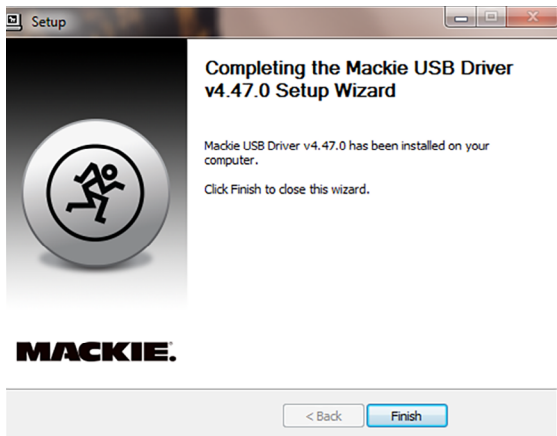 Setup
Completing the Mackie USB Driver
v4.47.0 Setup Wizard
Mackie USB Driver v4.47.0 has been installed on your
computer.
Click Finish to close this wizard.
MACKIE.
< Back
Finish